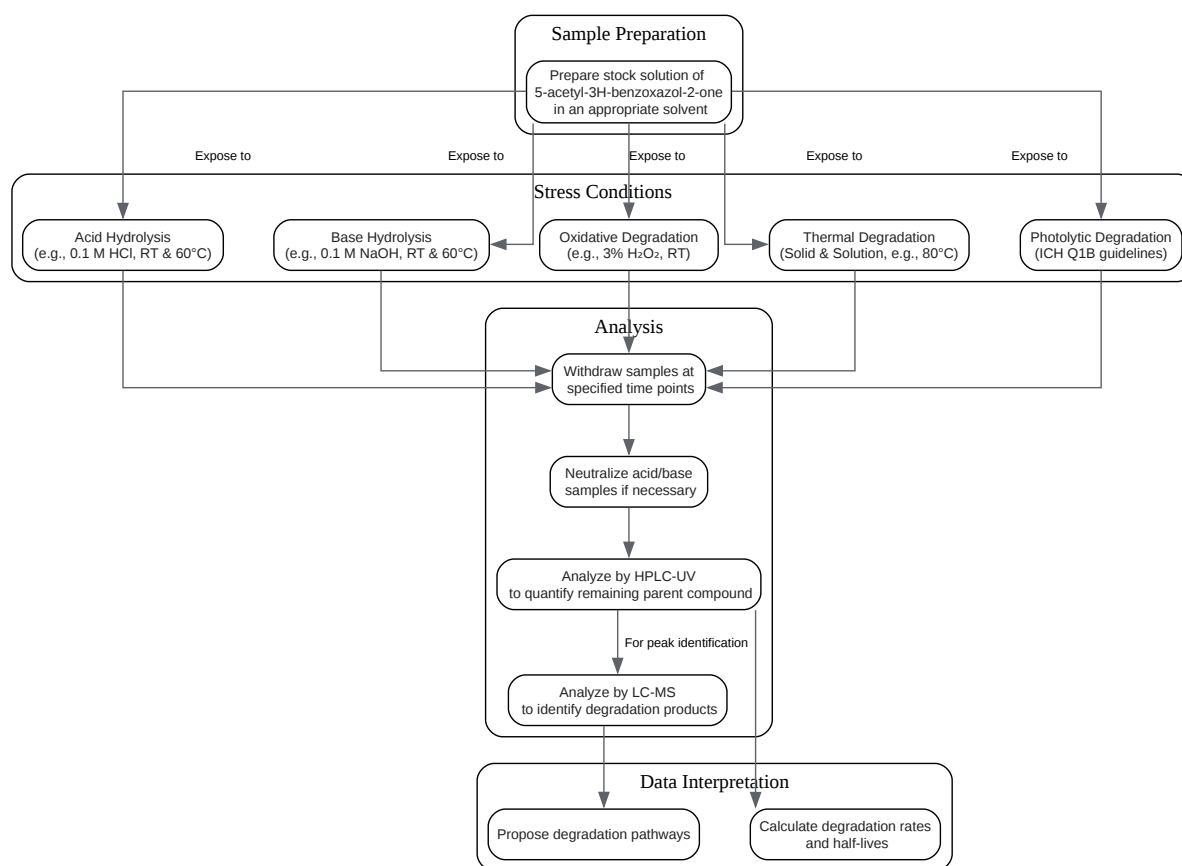 Sample Preparation
Prepare stock solution of
5-acetyl-3H-benzoxazol-2-one
in an appropriate solvent
Expose to
Expose to
Expose to
Expose to
Expose to
Stress Conditions
Acid Hydrolysis
(e.g., 0.1 M HCl, RT & 60°C)
Base Hydrolysis
(e.g., 0.1 M NaOH, RT & 60°C)
Oxidative Degradation
(e.g., 3% H₂O₂, RT)
Thermal Degradation
(Solid & Solution, e.g., 80°C)
Photolytic Degradation
(ICH Q1B guidelines)
Analysis
Withdraw samples at
specified time points
Neutralize acid/base
samples if necessary
Analyze by HPLC-UV
to quantify remaining parent compound
For peak identification
Analyze by LC-MS
to identify degradation products
Data Interpretation
Propose degradation pathways
Calculate degradation rates
and half-lives